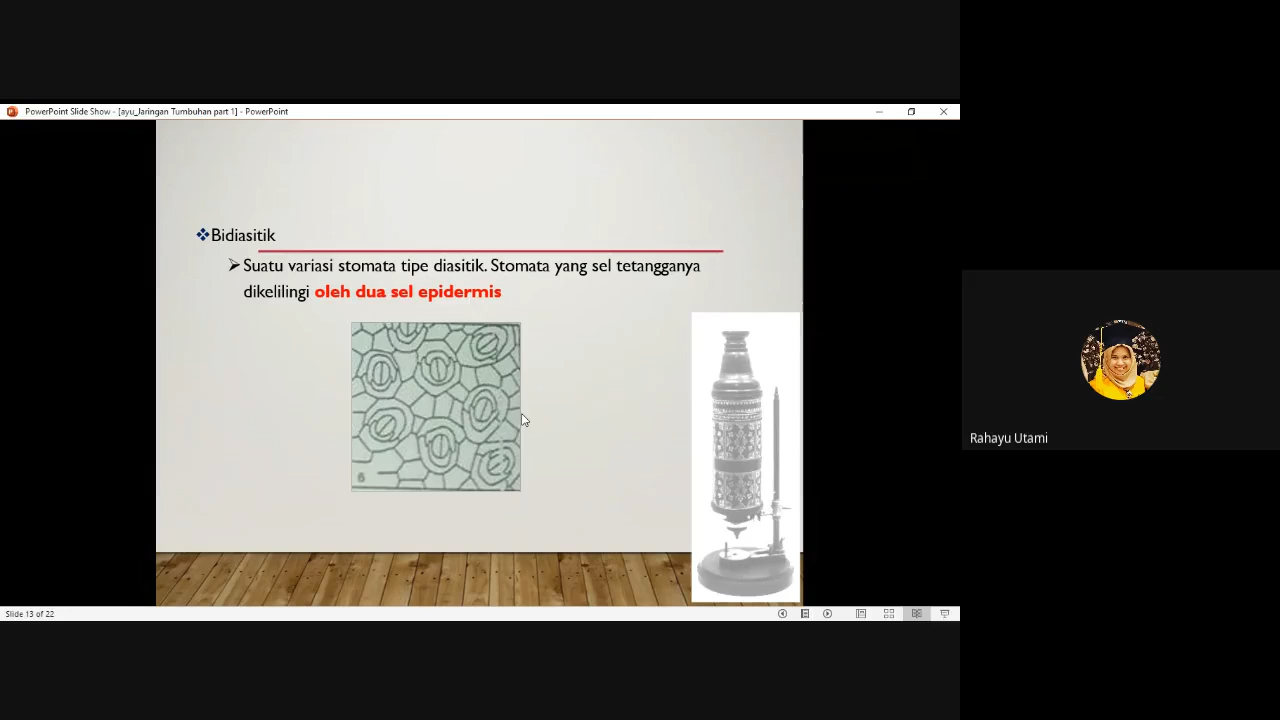 PowerPoint Slide Show - [ayu_Jaringan Tumbuhan part 1] - PowerPoint
Bidiasitik
Suatu variasi stomata tipe diasitik. Stomata yang sel tetangganya
dikelilingi oleh dua sel epidermis
6
Rahayu Utami
Slide 13 of 22